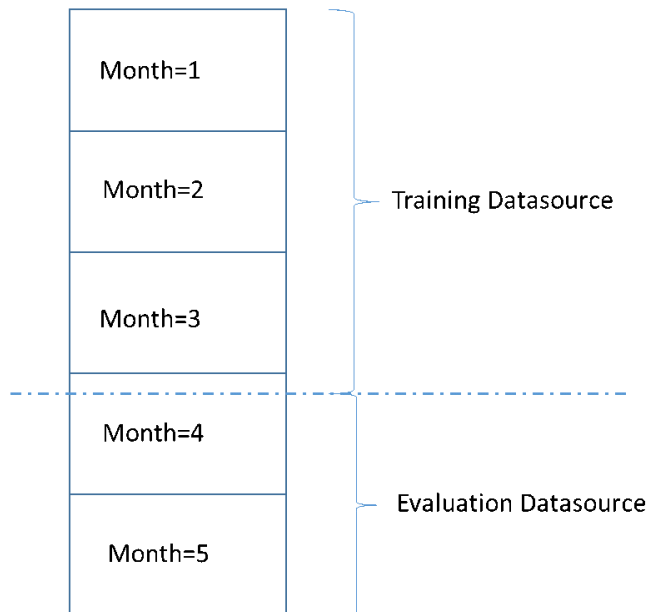 Month=1
Month=2
Training Datasource
Month=3
Month=4
Evaluation Datasource
Month=5